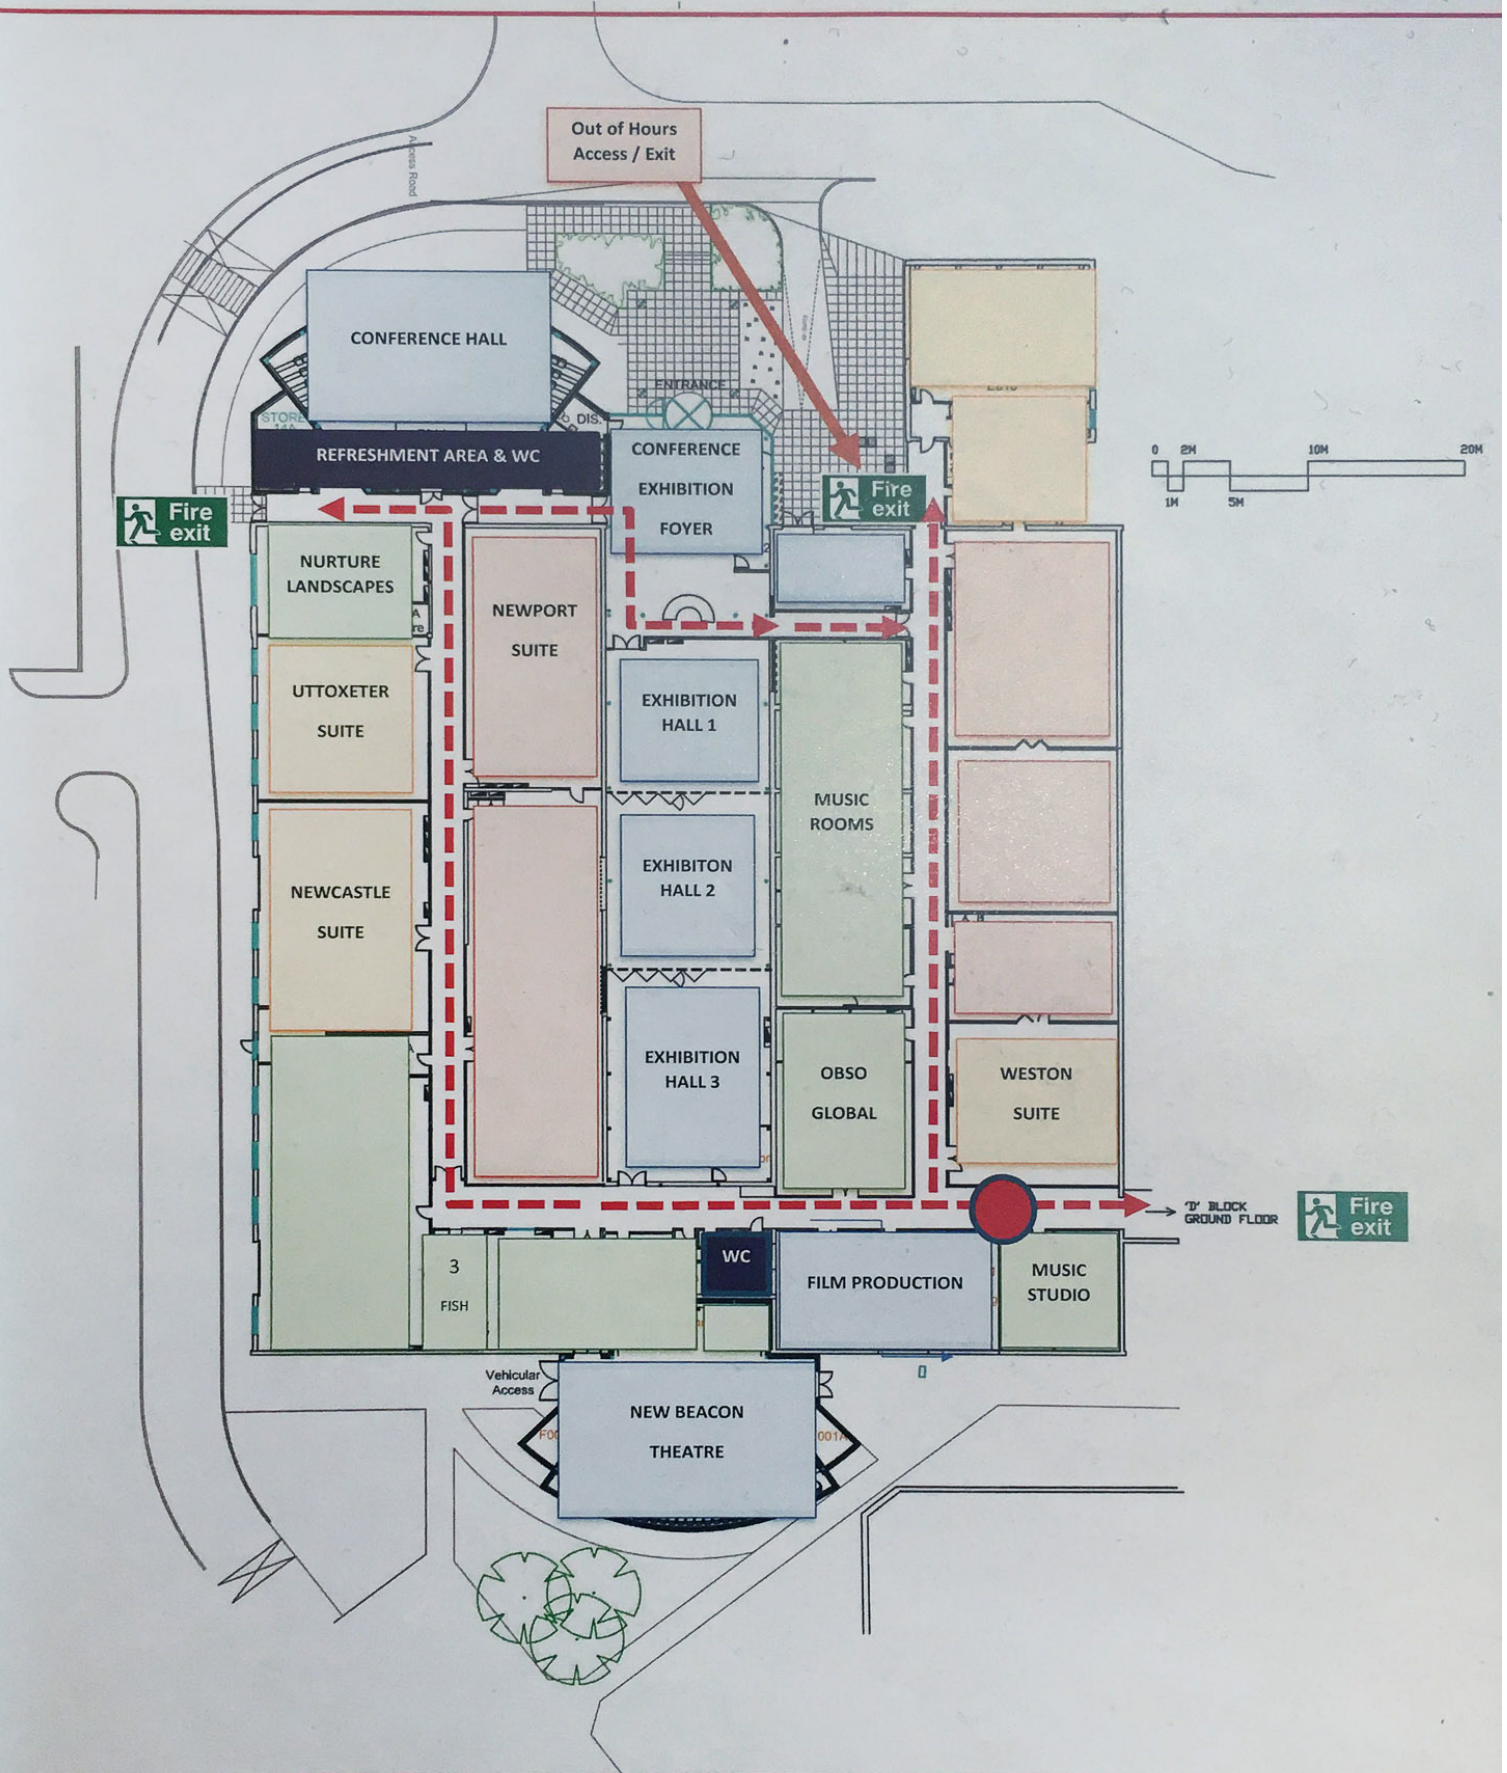 Out of Hours
Access / Exit
Access Road
CONFERENCE HALL
ENTRANCE
STORE
14A
DIS.
REFRESHMENT AREA & WC
CONFERENCE
EXHIBITION
FOYER
0
2M
10M
20M
1M
5M
Fire
exit
Fire
exit
NURTURE
LANDSCAPES
NEWPORT
SUITE
UTTOXETER
SUITE
EXHIBITION
HALL 1
MUSIC
ROOMS
EXHIBITON
HALL 2
NEWCASTLE
SUITE
EXHIBITION
HALL 3
OBSO
GLOBAL
WESTON
SUITE
'D' BLOCK
GROUND FLOOR
Fire
exit
3
FISH
WC
FILM PRODUCTION
MUSIC
STUDIO
Vehicular
Access
NEW BEACON
THEATRE
F00
001A